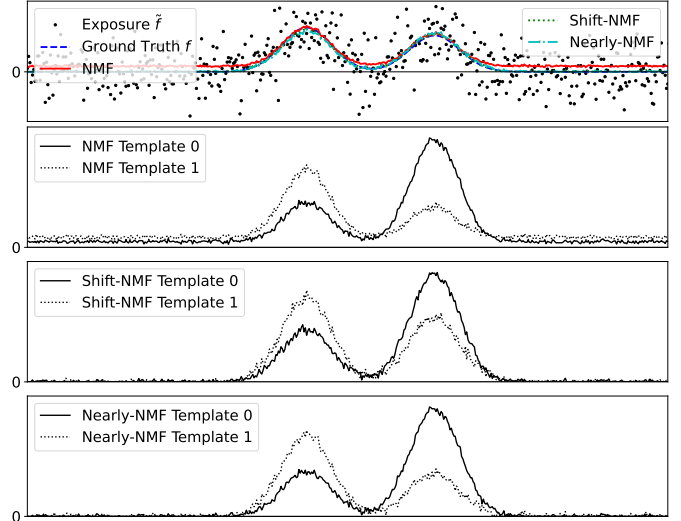 Exposure f̃
Ground Truth f
NMF
Shift-NMF
Nearly-NMF
0
NMF Template 0
NMF Template 1
0
Shift-NMF Template 0
Shift-NMF Template 1
0
Nearly-NMF Template 0
Nearly-NMF Template 1
0